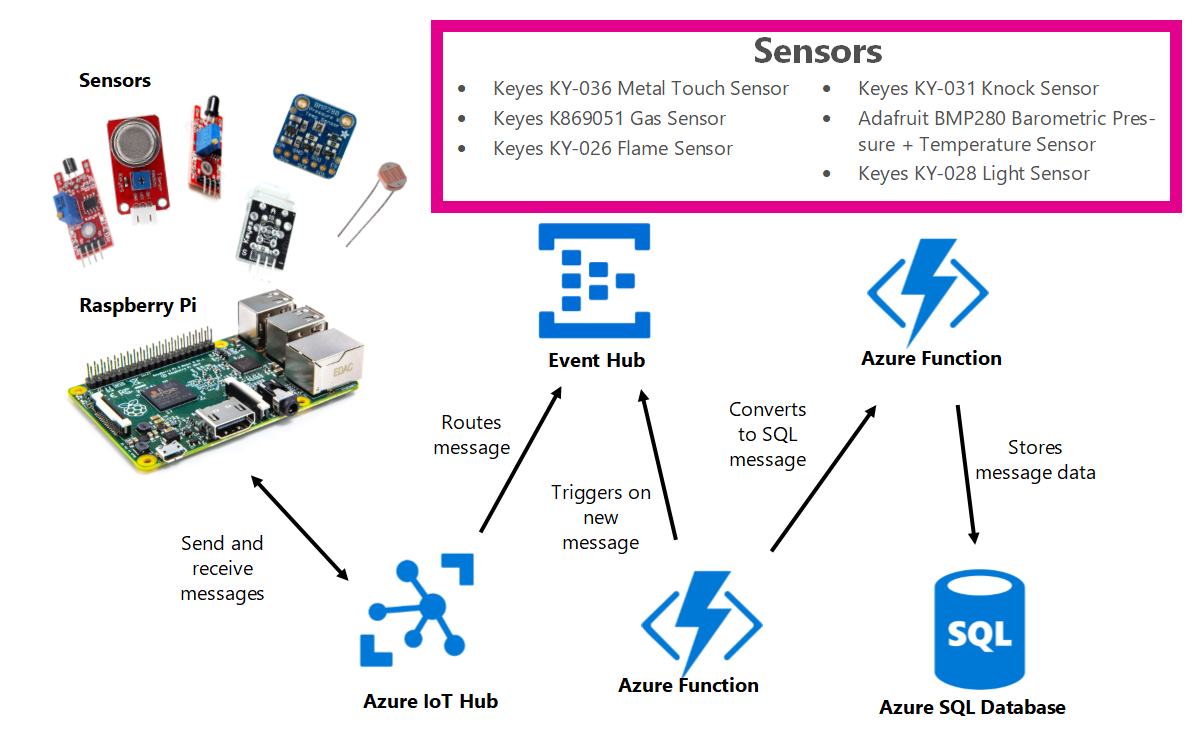 Sensors
Sensors
• Keyes KY-036 Metal Touch Sensor
• Keyes K869051 Gas Sensor
• Keyes KY-026 Flame Sensor
• Keyes KY-031 Knock Sensor
• Adafruit BMP280 Barometric Pres-
sure + Temperature Sensor
• Keyes KY-028 Light Sensor
BMP280
Raspberry Pi
EDAC
Event Hub
Azure Function
Routes
message
Converts
to SQL
message
Stores
message data
Triggers on
new
message
Send and
receive
messages
SQL
Azure IoT Hub
Azure Function
Azure SQL Database